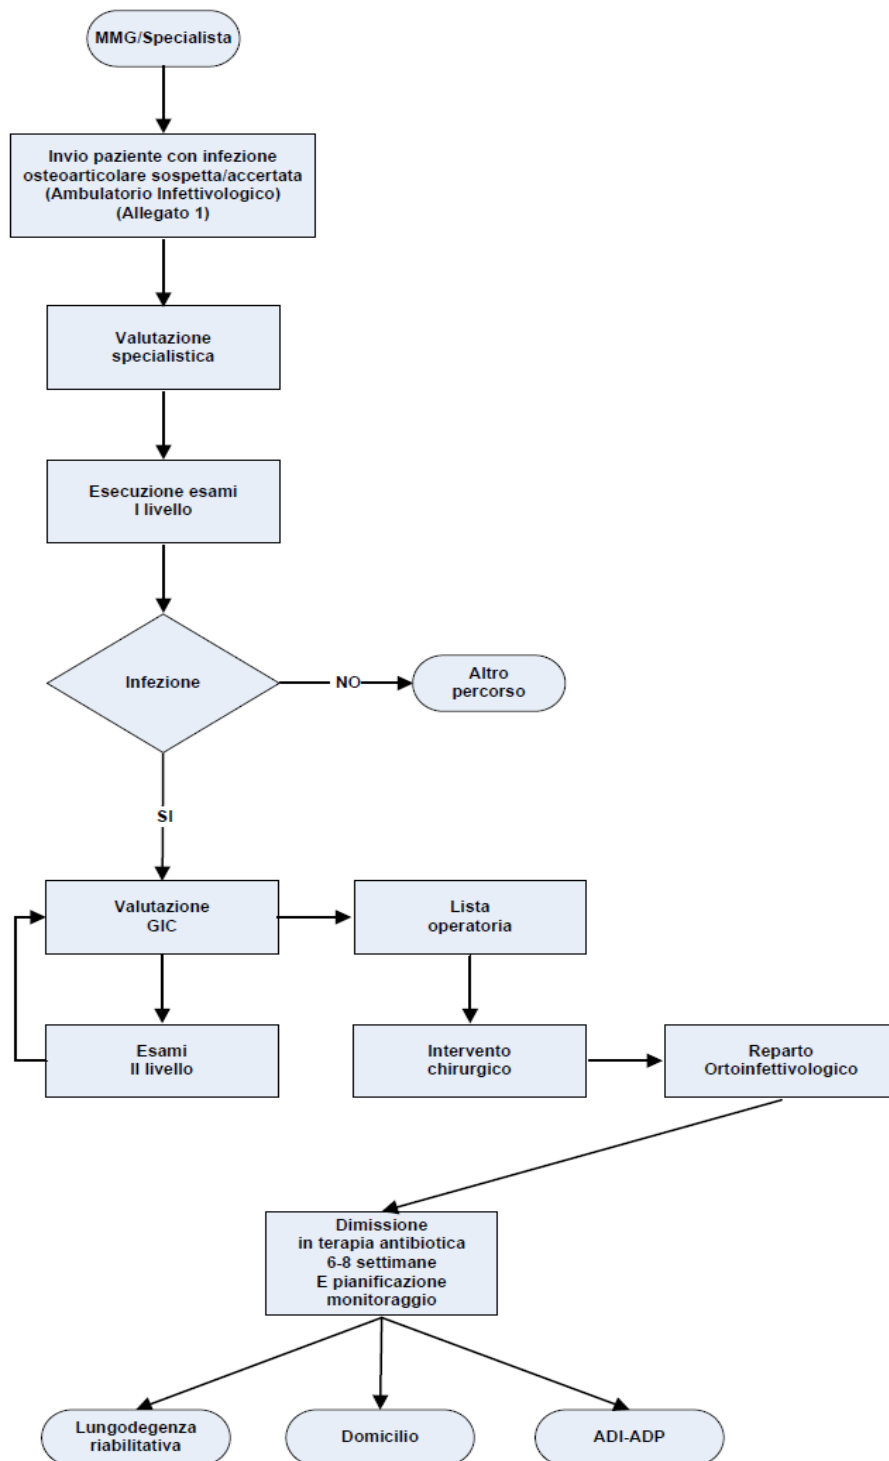 MMG/Specialista
Invio paziente con infezione
osteoarticolare sospetta/accertata
(Ambulatorio Infettivologico)
(Allegato 1)
Valutazione
specialistica
Esecuzione esami
I livello
Infezione
NO
Altro
percorso
SI
Valutazione
GIC
Lista
operatoria
Esami
II livello
Intervento
chirurgico
Reparto
Ortoinfettivologico
Dimissione
in terapia antibiotica
6-8 settimane
E pianificazione
monitoraggio
Lungodegenza
riabilitativa
Domicilio
ADI-ADP